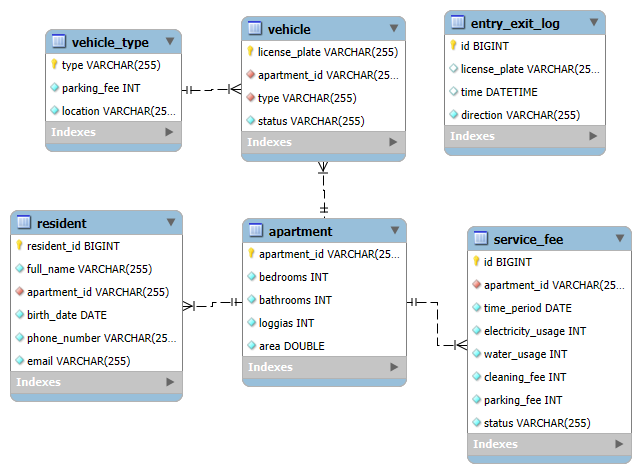 vehicle_type
type VARCHAR(255)
parking_fee INT
location VARCHAR(25...
Indexes
vehicle
license_plate VARCHAR(255)
apartment_id VARCHAR(25...
type VARCHAR(255)
status VARCHAR(255)
Indexes
entry_exit_log
id BIGINT
license_plate VARCHAR(25...
time DATETIME
direction VARCHAR(255)
Indexes
resident
resident_id BIGINT
full_name VARCHAR(255)
apartment_id VARCHAR(255)
birth_date DATE
phone_number VARCHAR(25...
email VARCHAR(255)
Indexes
apartment
apartment_id VARCHAR(25...
bedrooms INT
bathrooms INT
loggias INT
area DOUBLE
Indexes
service_fee
id BIGINT
apartment_id VARCHAR(25...
time_period DATE
electricity_usage INT
water_usage INT
cleaning_fee INT
parking_fee INT
status VARCHAR(255)
Indexes